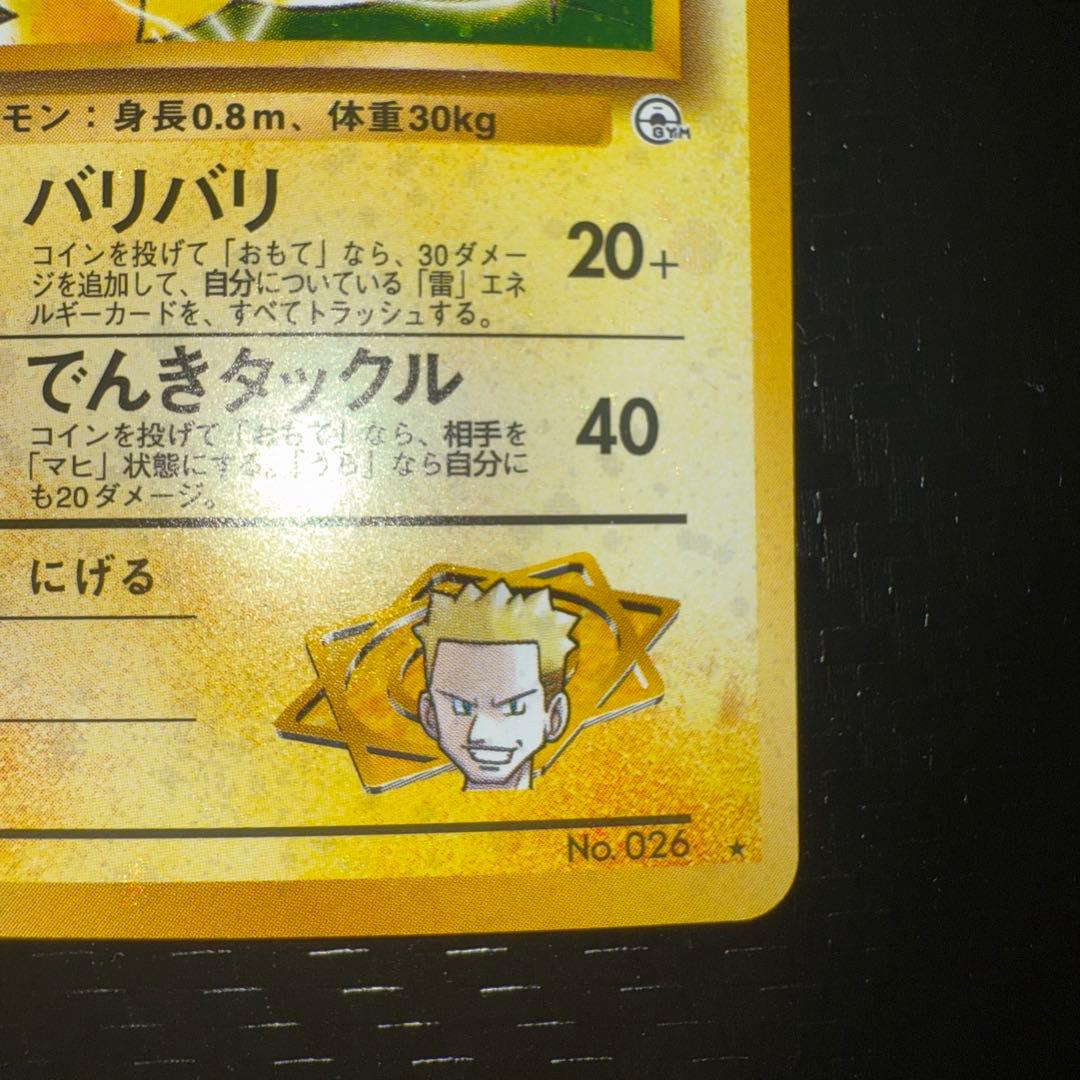 モン：身長0.8m、体重30kg
GYM
バリバリ
20+
コインを投げて「おもて」なら、30ダメー
ジを追加して、自分についている「雷」エネ
ルギーカードを、すべてトラッシュする。
でんきタックル
40
コインを投げて「おもて」なら、相手を
「マヒ」状態にする。「うら」なら自分に
も20ダメージ。
にげる
No. 026 ★